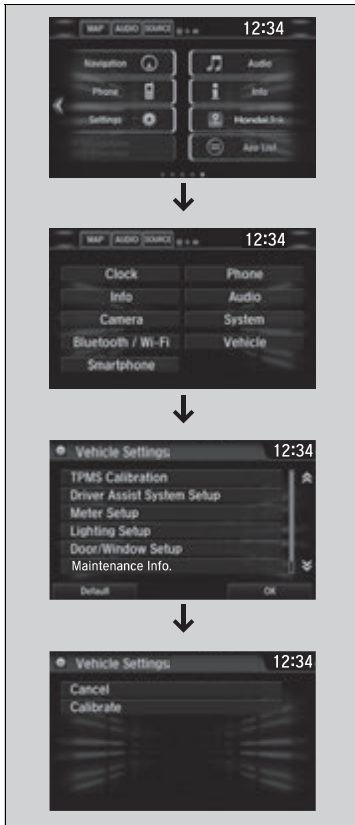 MAP AUDIO SOURCE 12:34
Navigation Audio
Phone Info
Settings HondaLink
App List
MAP AUDIO SOURCE 12:34
Clock Phone
Info Audio
Camera System
Bluetooth / Wi-Fi Vehicle
Smartphone
Vehicle Settings 12:34
TPMS Calibration
Driver Assist System Setup
Meter Setup
Lighting Setup
Door/Window Setup
Maintenance Info.
Default OK
Vehicle Settings 12:34
Cancel
Calibrate